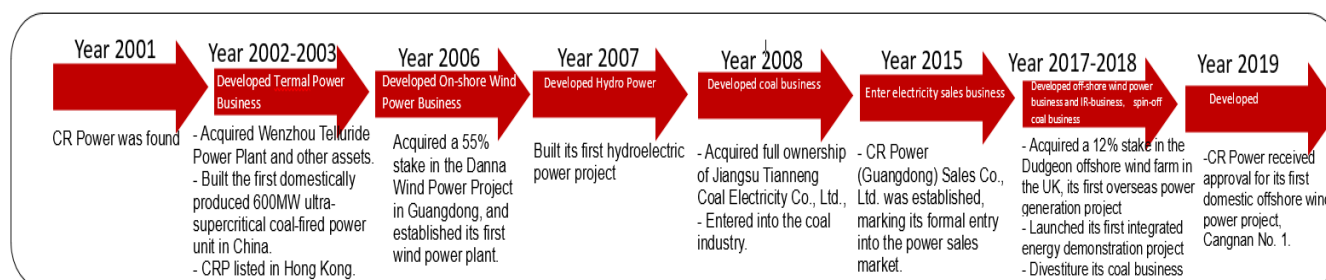 Year 2001
CR Power was found
Year 2002-2003
Developed Termal Power
Business
- Acquired Wenzhou Telluride
Power Plant and other assets.
- Built the first domestically
produced 600MW ultra-
supercritical coal-fired power
unit in China.
- CRP listed in Hong Kong.
Year 2006
Developed On-shore Wind
Power Business
Acquired a 55%
stake in the Danna
Wind Power Project
in Guangdong, and
established its first
wind power plant.
Year 2007
Developed Hydro Power
Built its first hydroelectric
power project
Year 2008
Developed coal business
- Acquired full ownership
of Jiangsu Tianneng
Coal Electricity Co., Ltd.,
- Entered into the coal
industry.
Year 2015
Enter electricity sales business
- CR Power
(Guangdong) Sales Co.,
Ltd. was established,
marking its formal entry
into the power sales
market.
Year 2017-2018
Developed off-shore wind power
business and IR-business, spin-off
coal business
- Acquired a 12% stake in the
Dudgeon offshore wind farm in
the UK, its first overseas power
generation project
- Launched its first integrated
energy demonstration project
- Divestiture its coal business
Year 2019
Developed
-CR Power received
approval for its first
domestic offshore wind
power project,
Cangnan No. 1.